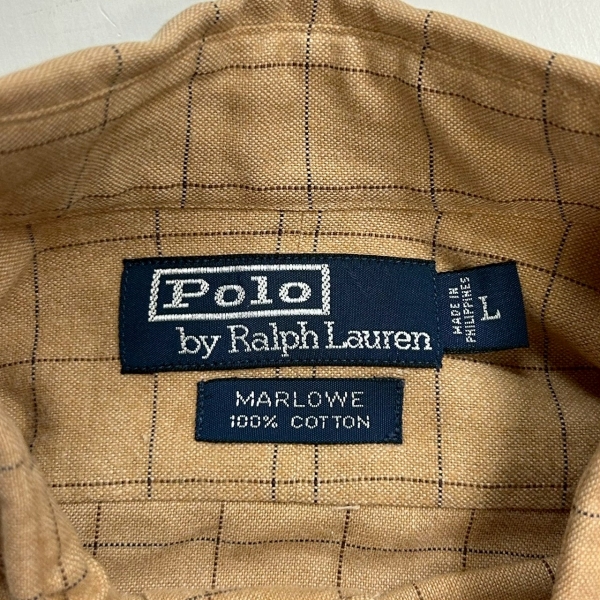 Polo
by Ralph Lauren
MADE IN
PHILIPPINES
L
MARLOWE
100% COTTON